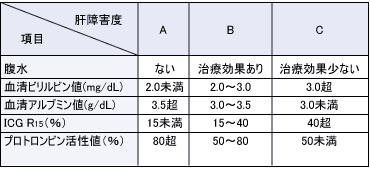 肝障害度
項目 A B C
腹水 ない 治療効果あり 治療効果少ない
血清ビリルビン値(mg/dL) 2.0未満 2.0～3.0 3.0超
血清アルブミン値(g/dL) 3.5超 3.0～3.5 3.0未満
ICG R15(％) 15未満 15～40 40超
プロトロンビン活性値(％) 80超 50～80 50未満